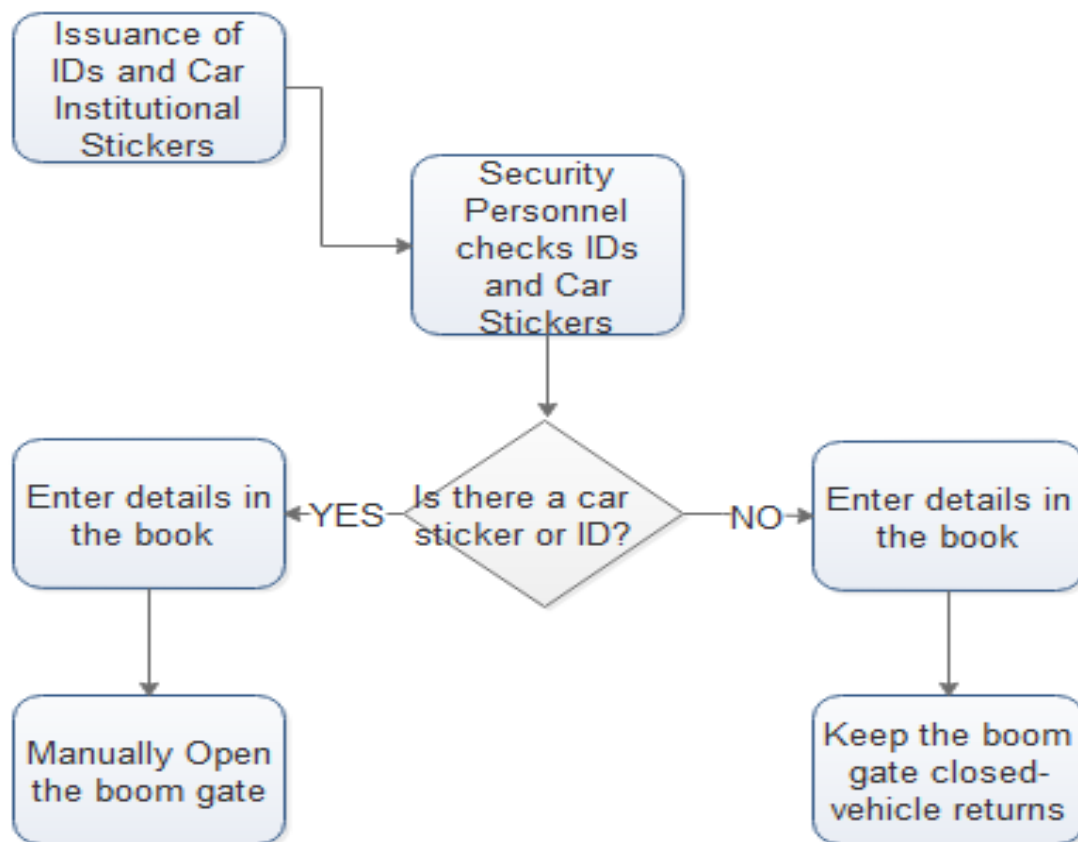 Issuance of
IDs and Car
Institutional
Stickers
Security
Personnel
checks IDs
and Car
Stickers
Is there a car
sticker or ID?
YES
NO
Enter details in
the book
Enter details in
the book
Manually Open
the boom gate
Keep the boom
gate closed-
vehicle returns